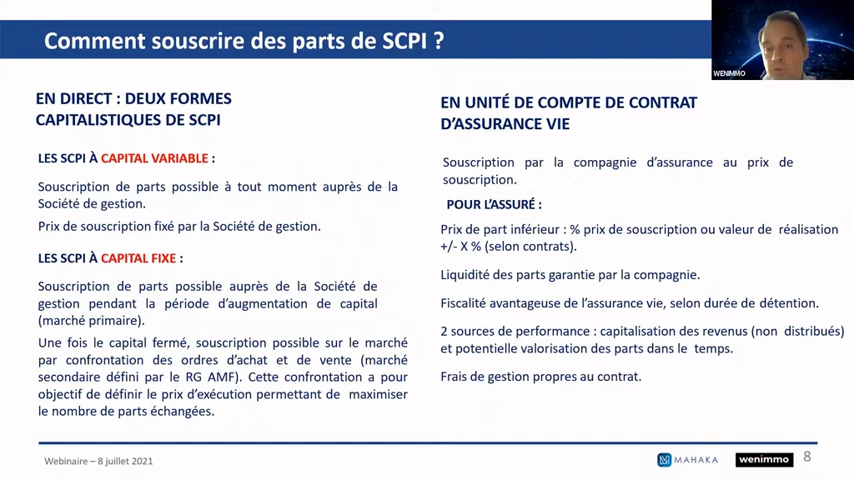 Comment souscrire des parts de SCPI ?
WENIMMO
EN DIRECT : DEUX FORMES
CAPITALISTIQUES DE SCPI
LES SCPI À CAPITAL VARIABLE :
Souscription de parts possible à tout moment auprès de la
Société de gestion.
Prix de souscription fixé par la Société de gestion.
LES SCPI À CAPITAL FIXE :
Souscription de parts possible auprès de la Société de
gestion pendant la période d'augmentation de capital
(marché primaire).
Une fois le capital fermé, souscription possible sur le marché
par confrontation des ordres d'achat et de vente (marché
secondaire défini par le RG AMF). Cette confrontation a pour
objectif de définir le prix d'exécution permettant de maximiser
le nombre de parts échangées.
EN UNITÉ DE COMPTE DE CONTRAT
D'ASSURANCE VIE
Souscription par la compagnie d'assurance au prix de
souscription.
POUR L'ASSURÉ :
Prix de part inférieur : % prix de souscription ou valeur de réalisation
+/- X % (selon contrats).
Liquidité des parts garantie par la compagnie.
Fiscalité avantageuse de l'assurance vie, selon durée de détention.
2 sources de performance : capitalisation des revenus (non distribués)
et potentielle valorisation des parts dans le temps.
Frais de gestion propres au contrat.
Webinaire – 8 juillet 2021
MAHAKA
wenimmo
8